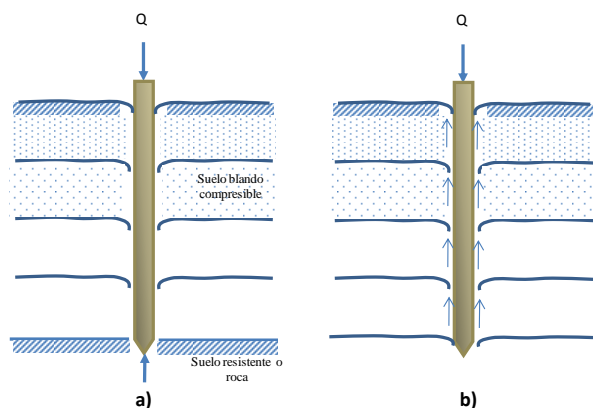 Q
Q
Suelo blando
compresible
Suelo resistente o
roca
a)
b)